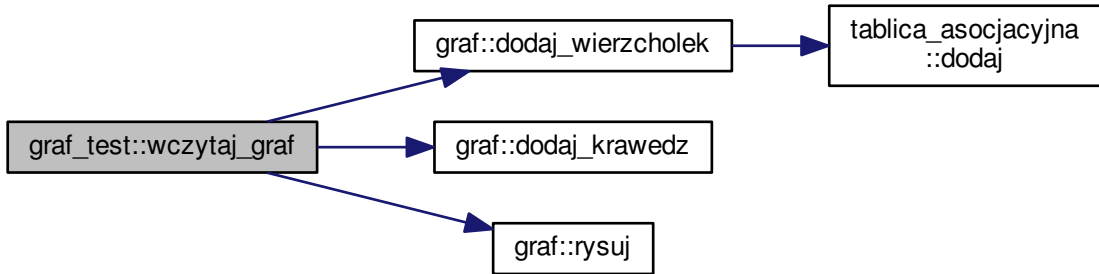 graf_test::wczytaj_graf
graf::dodaj_wierzcholek
tablica_asocjacyjna
::dodaj
graf::dodaj_krawedz
graf::rysuj